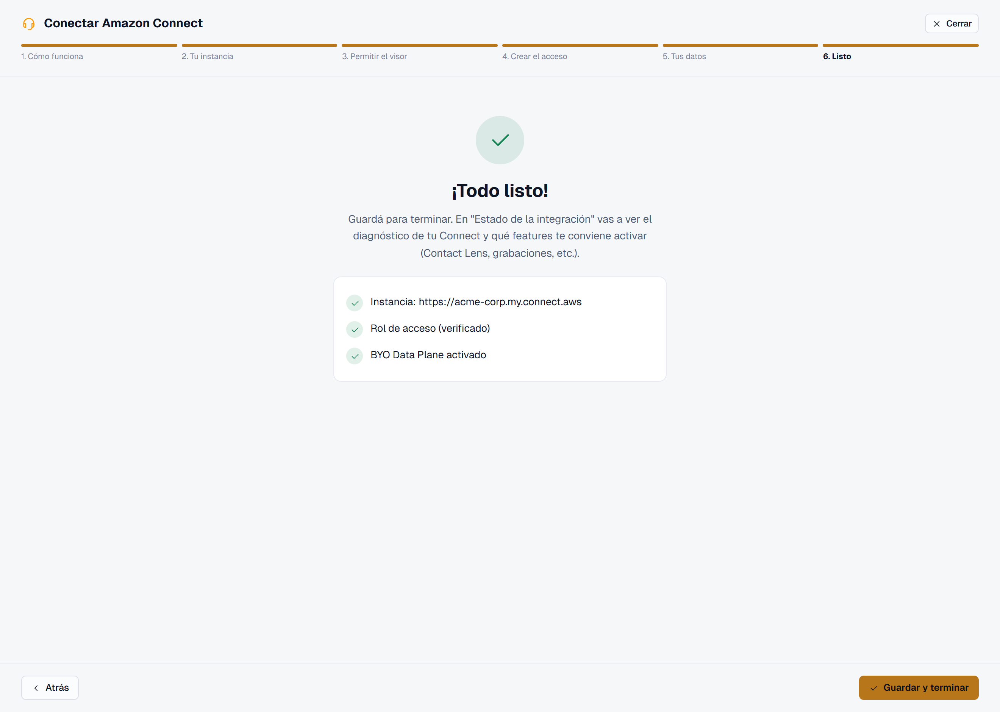 Conectar Amazon Connect
Cerrar
1. Cómo funciona
2. Tu instancia
3. Permitir el visor
4. Crear el acceso
5. Tus datos
6. Listo
¡Todo listo!
Guardá para terminar. En "Estado de la integración" vas a ver el
diagnóstico de tu Connect y qué features te conviene activar
(Contact Lens, grabaciones, etc.).
Instancia: https://acme-corp.my.connect.aws
Rol de acceso (verificado)
BYO Data Plane activado
Atrás
Guardar y terminar